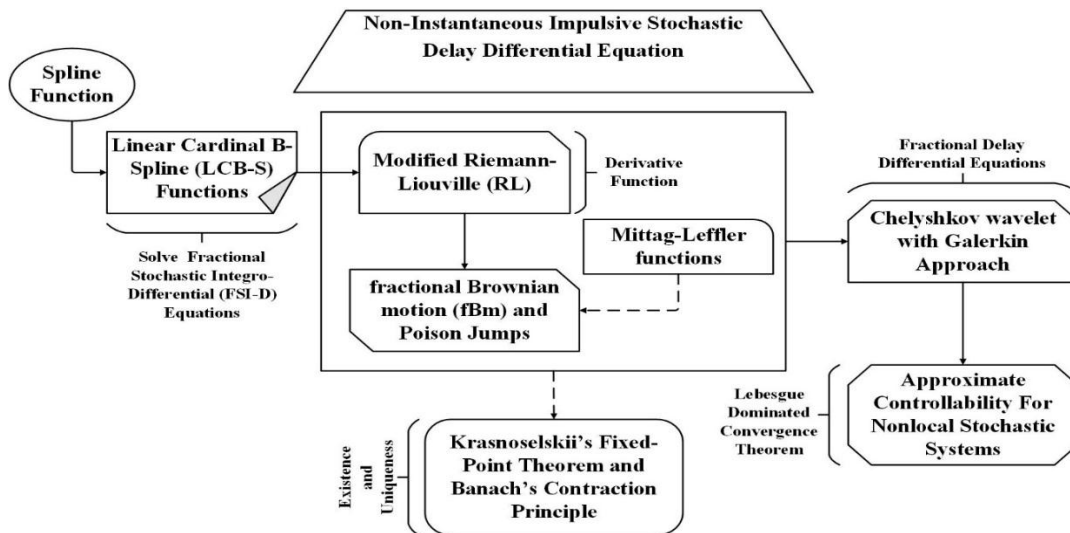 Non-Instantaneous Impulsive Stochastic
Delay Differential Equation
Spline
Function
Linear Cardinal B-
Spline (LCB-S)
Functions
Solve Fractional
Stochastic Integro-
Differential (FSI-D)
Equations
Modified Riemann-
Liouville (RL)
Derivative
Function
Mittag-Leffler
functions
fractional Brownian
motion (fBm) and
Poison Jumps
Fractional Delay
Differential Equations
Chelyshkov wavelet
with Galerkin
Approach
Lebesgue
Dominated
Convergence
Theorem
Approximate
Controllability For
Nonlocal Stochastic
Systems
Existence
and
Uniqueness
Krasnoselskii's Fixed-
Point Theorem and
Banach's Contraction
Principle